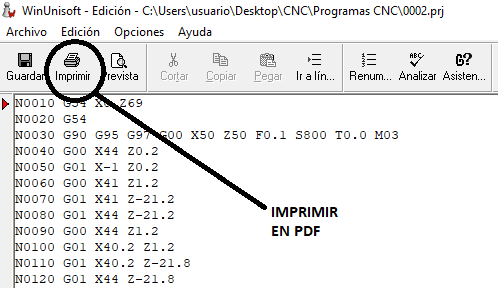 WinUnisoft - Edición - C:\Users\usuario\Desktop\CNC\Programas CNC\0002.prj
Archivo Edición Opciones Ayuda
Guardar Imprimir Prevista Cortar Copiar Pegar Ir a lín... Renum... Analizar Asisten...
N0010 G54 X0 Z69
N0020 G54
N0030 G90 G95 G97 G00 X50 Z50 F0.1 S800 T0.0 M03
N0040 G00 X44 Z0.2
N0050 G01 X-1 Z0.2
N0060 G00 X41 Z1.2
N0070 G01 X41 Z-21.2
N0080 G01 X44 Z-21.2
N0090 G00 X44 Z1.2
N0100 G01 X40.2 Z1.2
N0110 G01 X40.2 Z-21.8
N0120 G01 X44 Z-21.8
IMPRIMIR
EN PDF